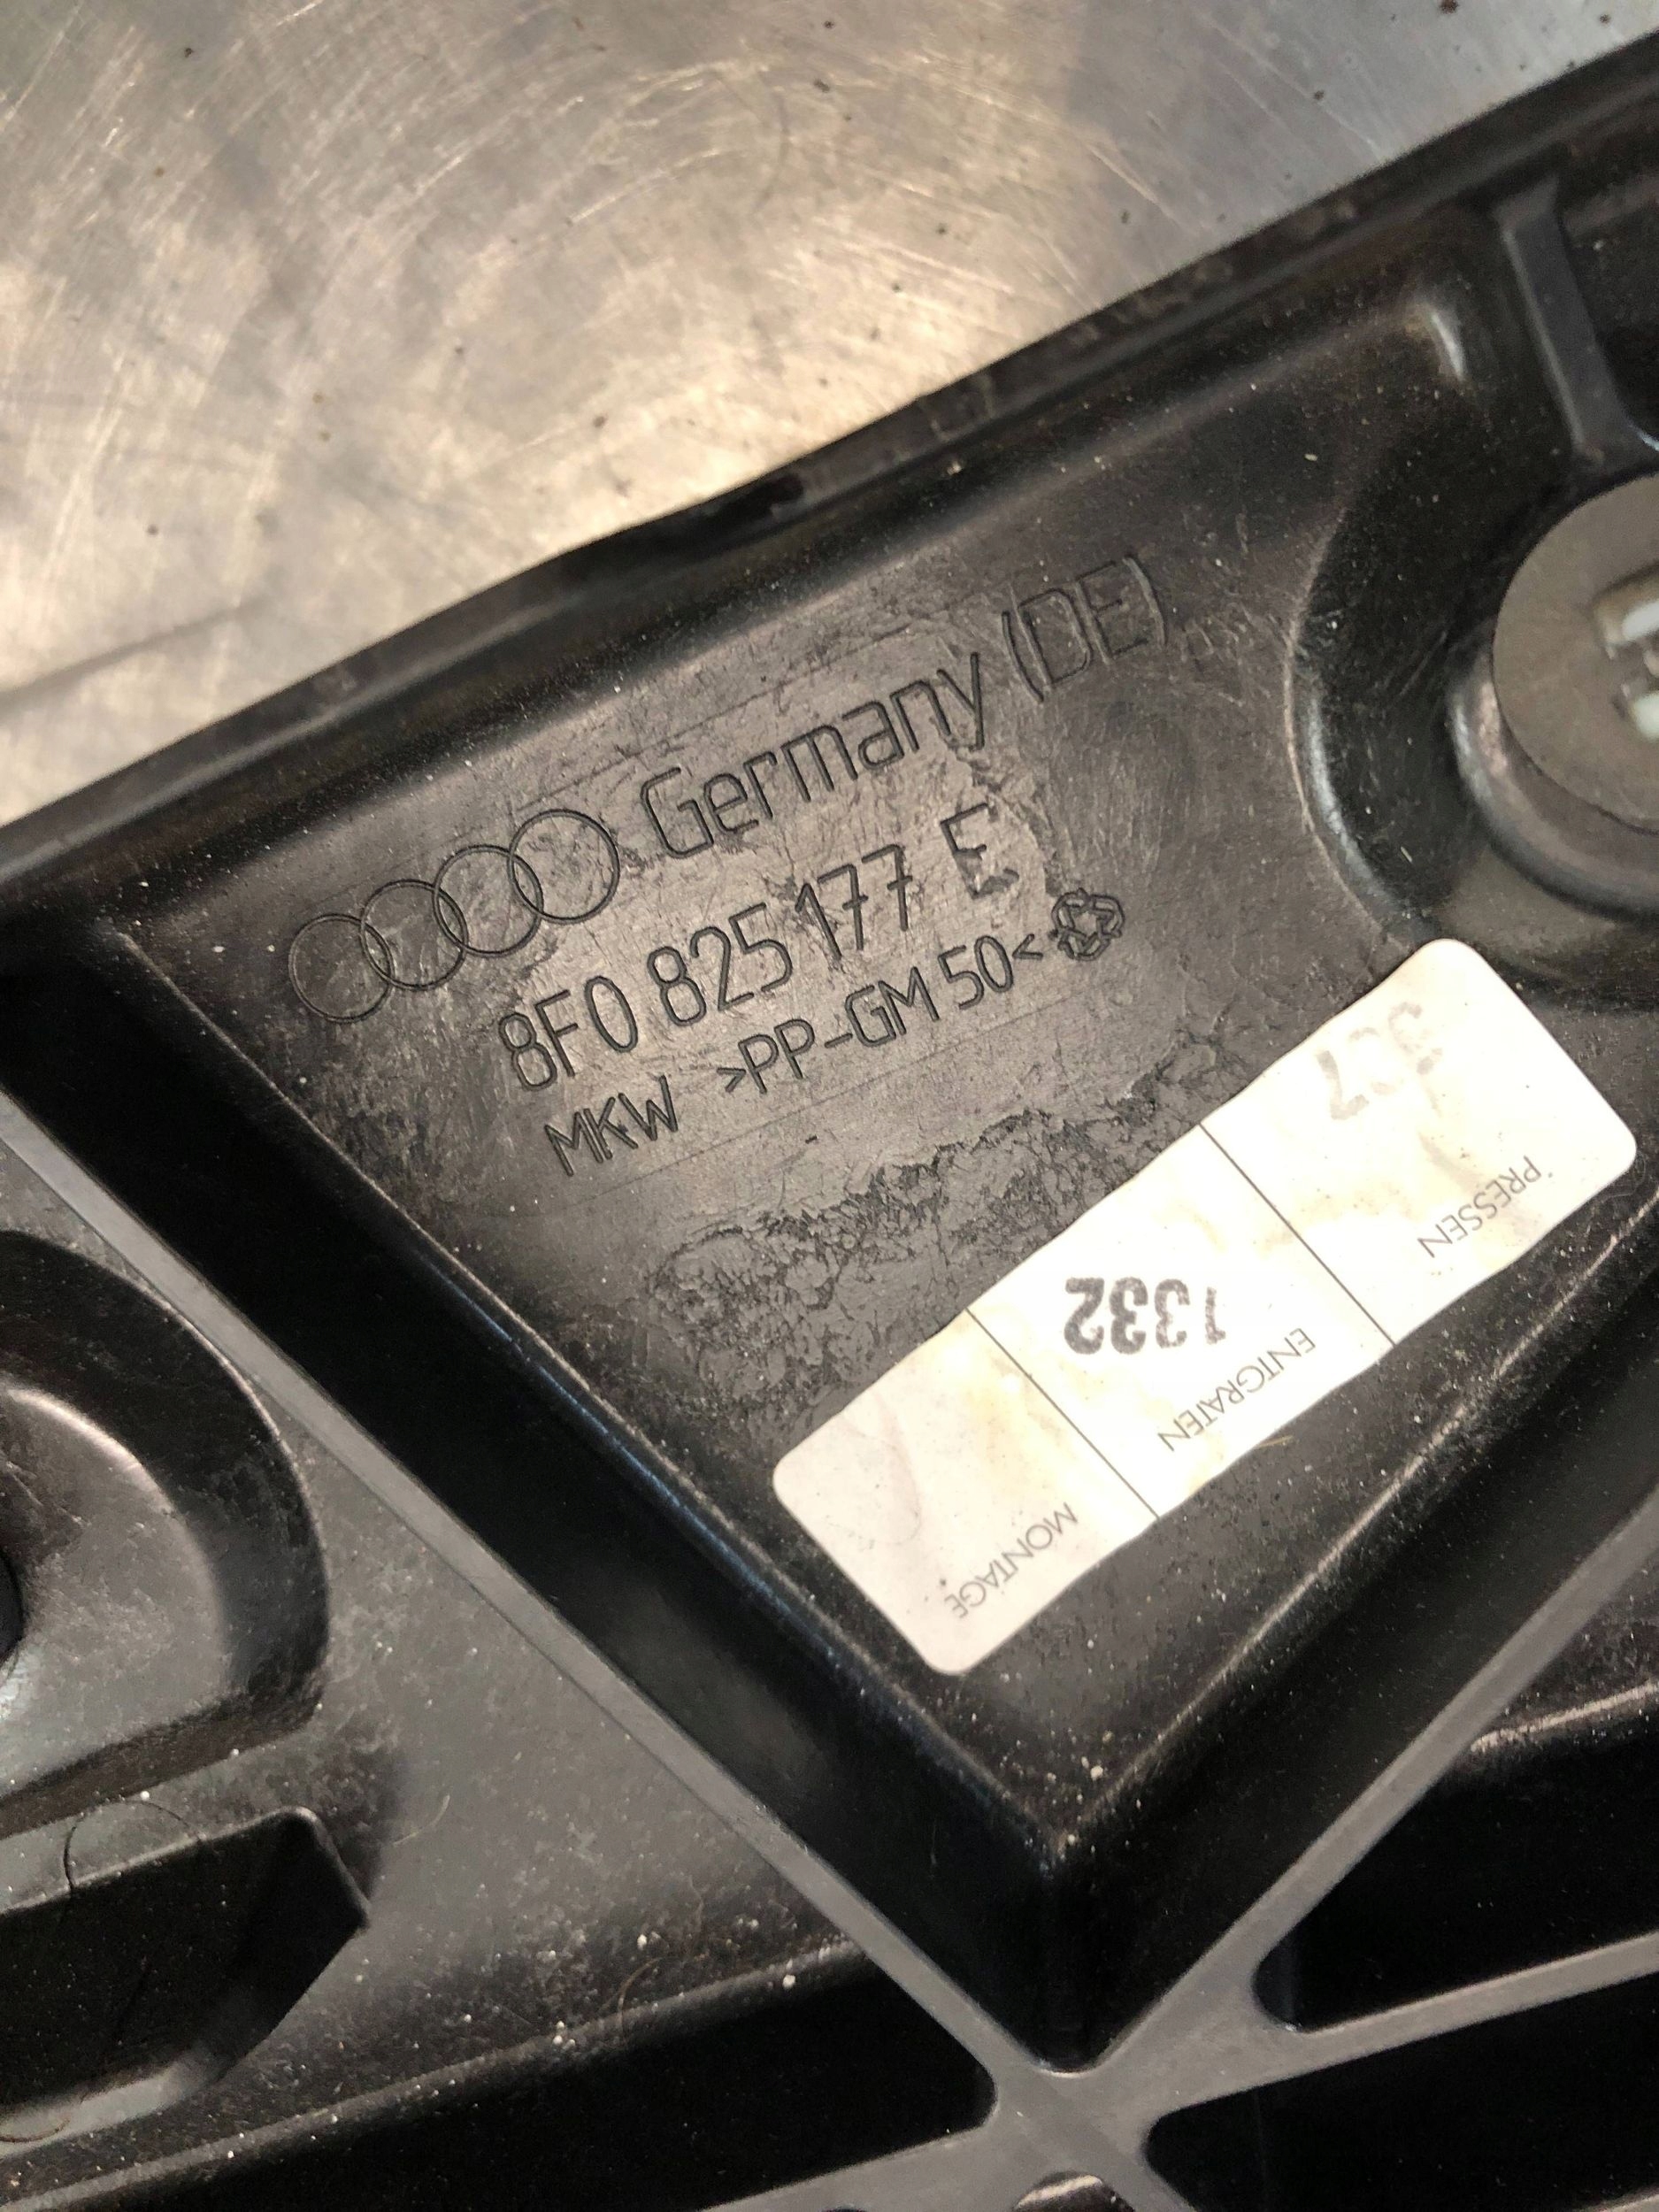 Germany (DE)
8F0 825 177 E
MKW >PP-GM 50<
PRESSEN
1332
ENTGRATEN
MONTAGE